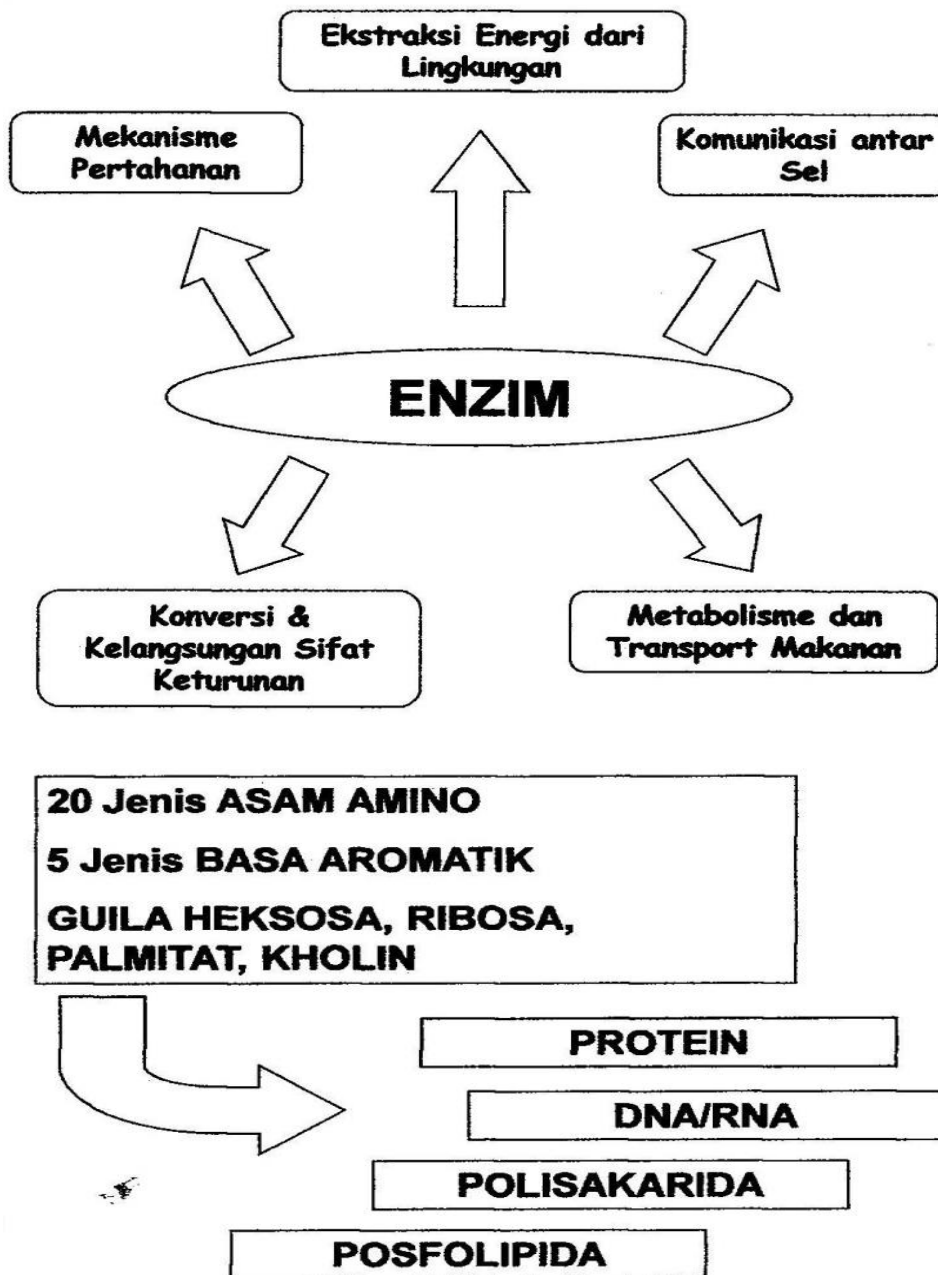 Ekstraksi Energi dari
Lingkungan
Mekanisme
Pertahanan
Komunikasi antar
Sel
ENZIM
Konversi &
Kelangsungan Sifat
Keturunan
Metabolisme dan
Transport Makanan
20 Jenis ASAM AMINO
5 Jenis BASA AROMATIK
GUILA HEKSOSA, RIBOSA,
PALMITAT, KHOLIN
PROTEIN
DNA/RNA
POLISAKARIDA
POSFOLIPIDA